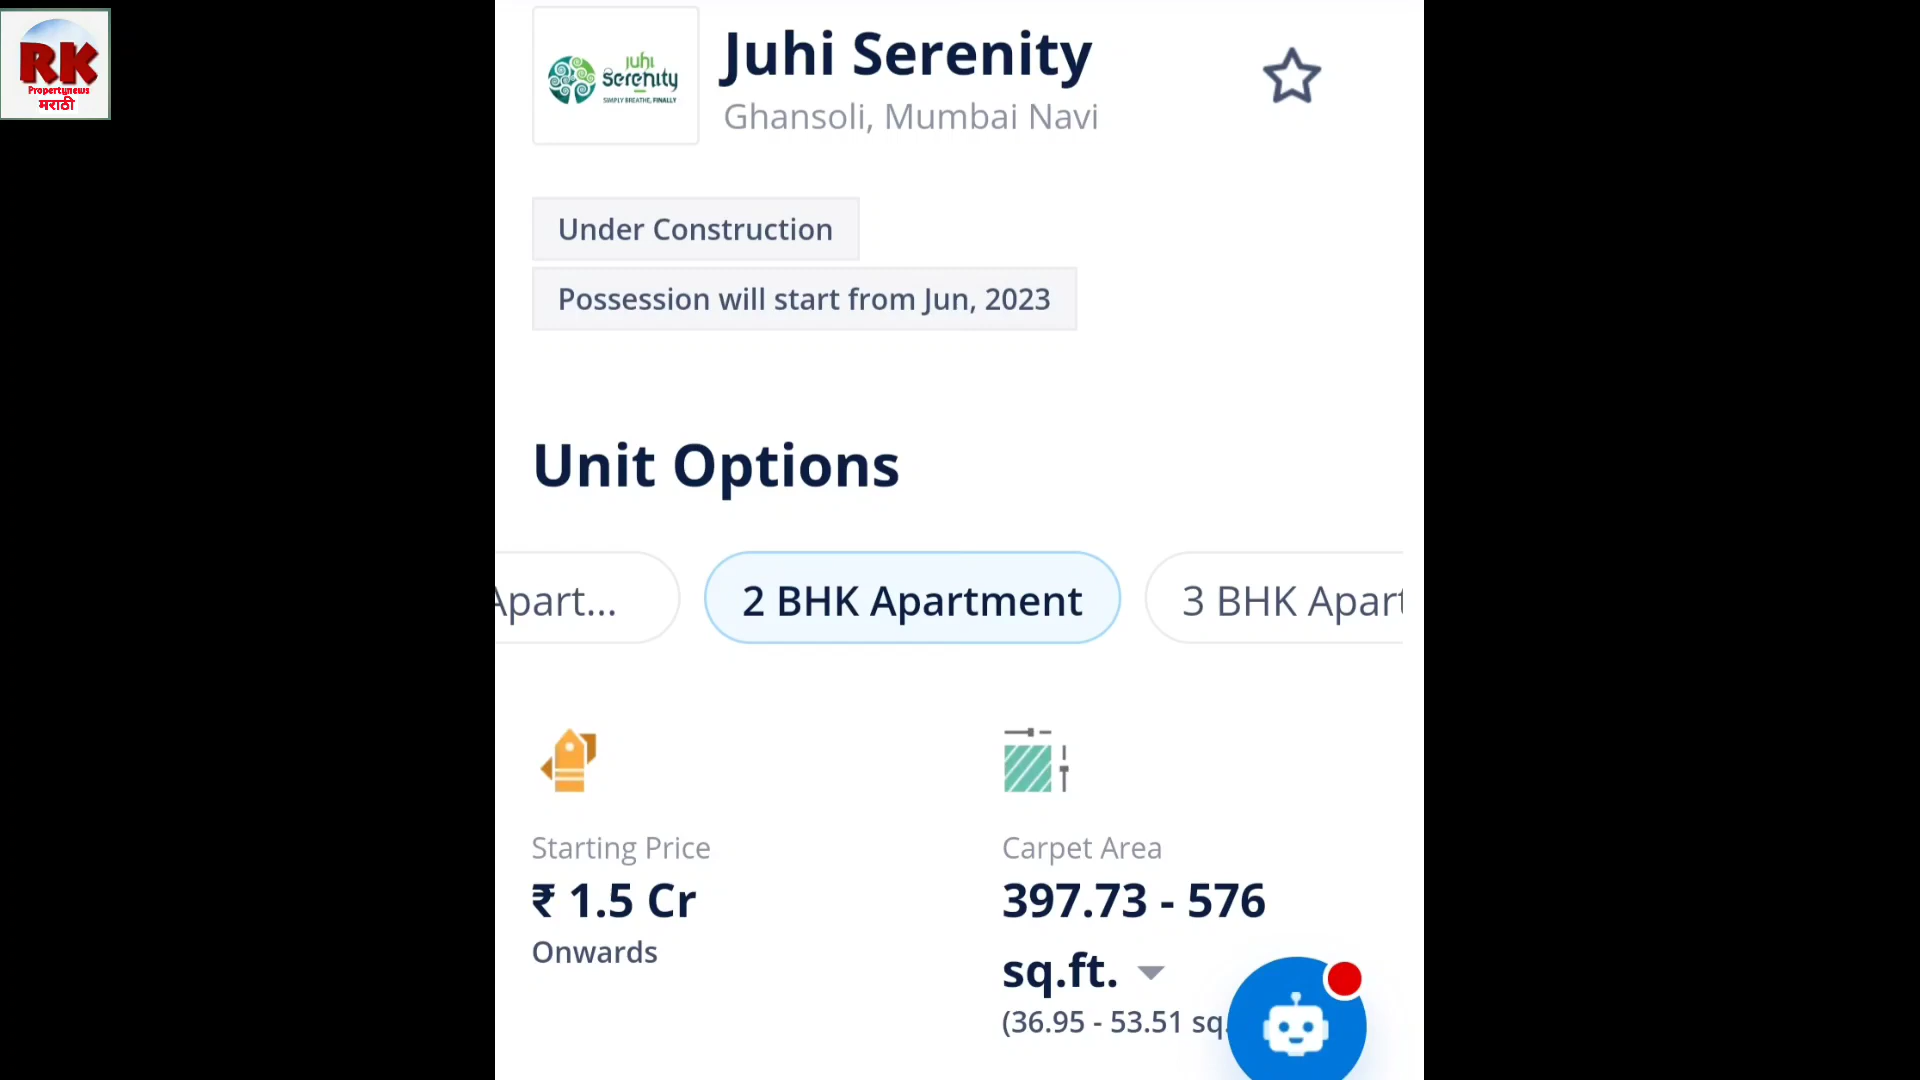 RK
Propertynews
मराठी
juhi
Serenity
SIMPLY BREATHE, FINALLY
Juhi Serenity
Ghansoli, Mumbai Navi
Under Construction
Possession will start from Jun, 2023
Unit Options
Apart...
2 BHK Apartment
3 BHK Apart
Starting Price
₹ 1.5 Cr
Onwards
Carpet Area
397.73 - 576
sq.ft.
(36.95 - 53.51 sq.